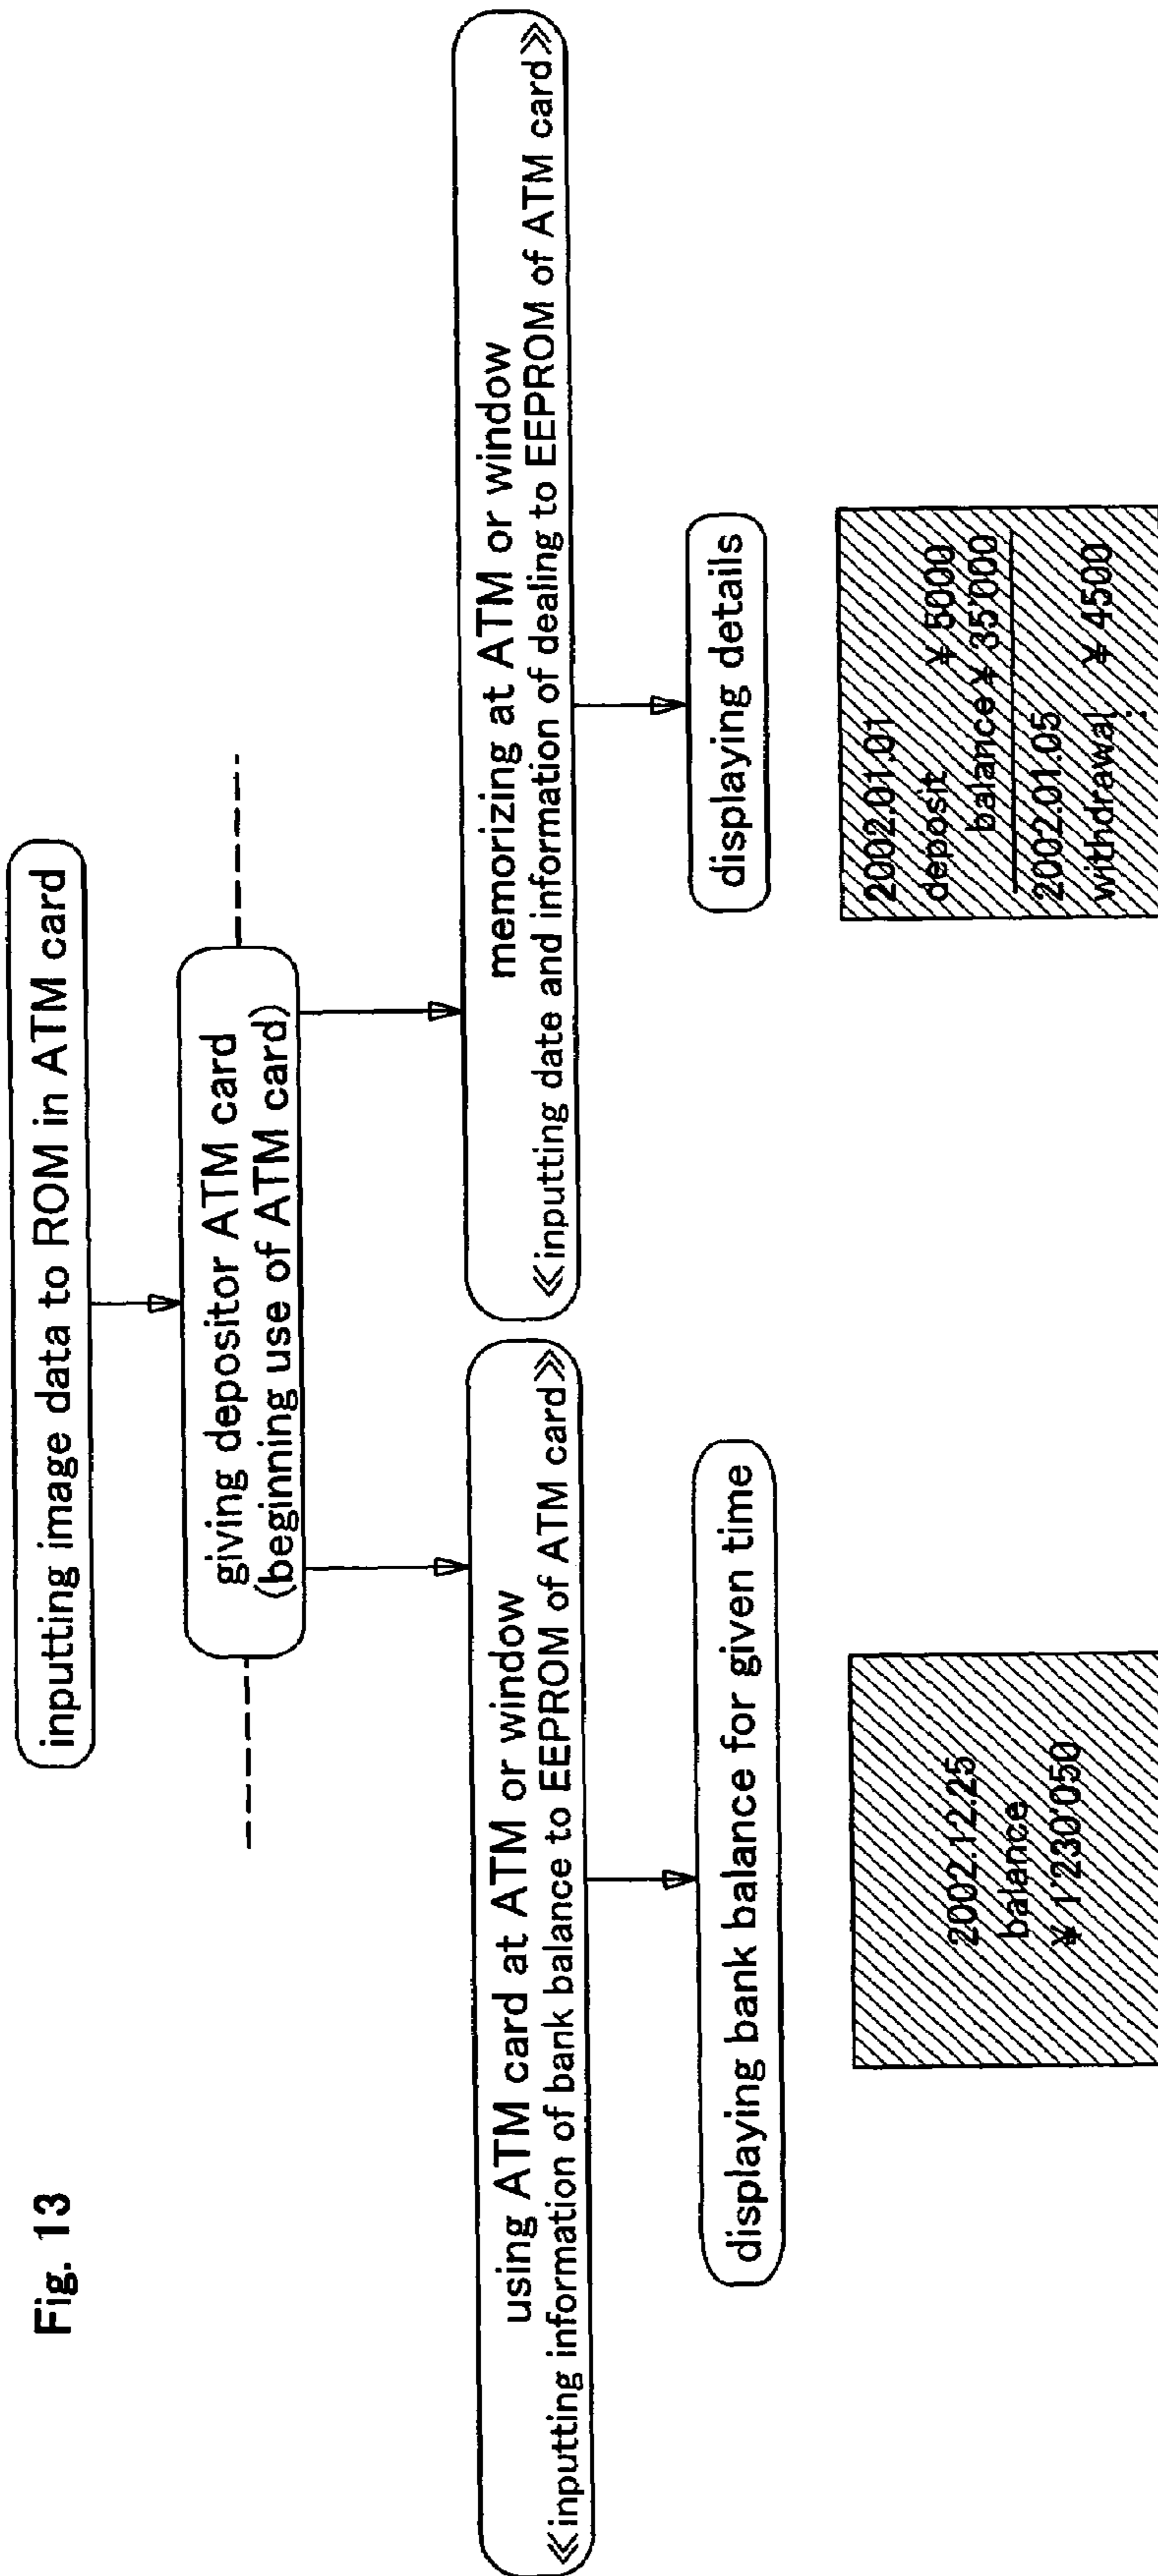 Fig. 13
inputting image data to ROM in ATM card
giving depositor ATM card
(beginning use of ATM card)
using ATM card at ATM or window
≪inputting information of bank balance to EEPROM of ATM card≫
displaying bank balance for given time
2002.12.25
balance
¥ 1'230'050
memorizing at ATM or window
≪inputting date and information of dealing to EEPROM of ATM card≫
displaying details
2002.01.01
deposit ¥ 5000
balance ¥ 35'000
2002.01.05
withdrawal ¥ 4500